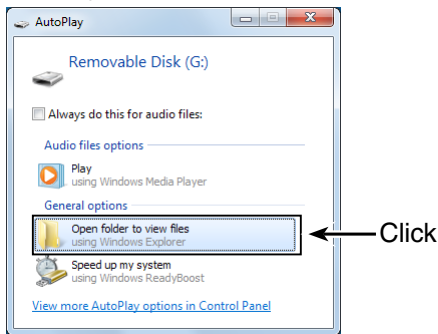 AutoPlay
Removable Disk (G:)
Always do this for audio files:
Audio files options
Play
using Windows Media Player
General options
Open folder to view files
using Windows Explorer
Click
Speed up my system
using Windows ReadyBoost
View more AutoPlay options in Control Panel